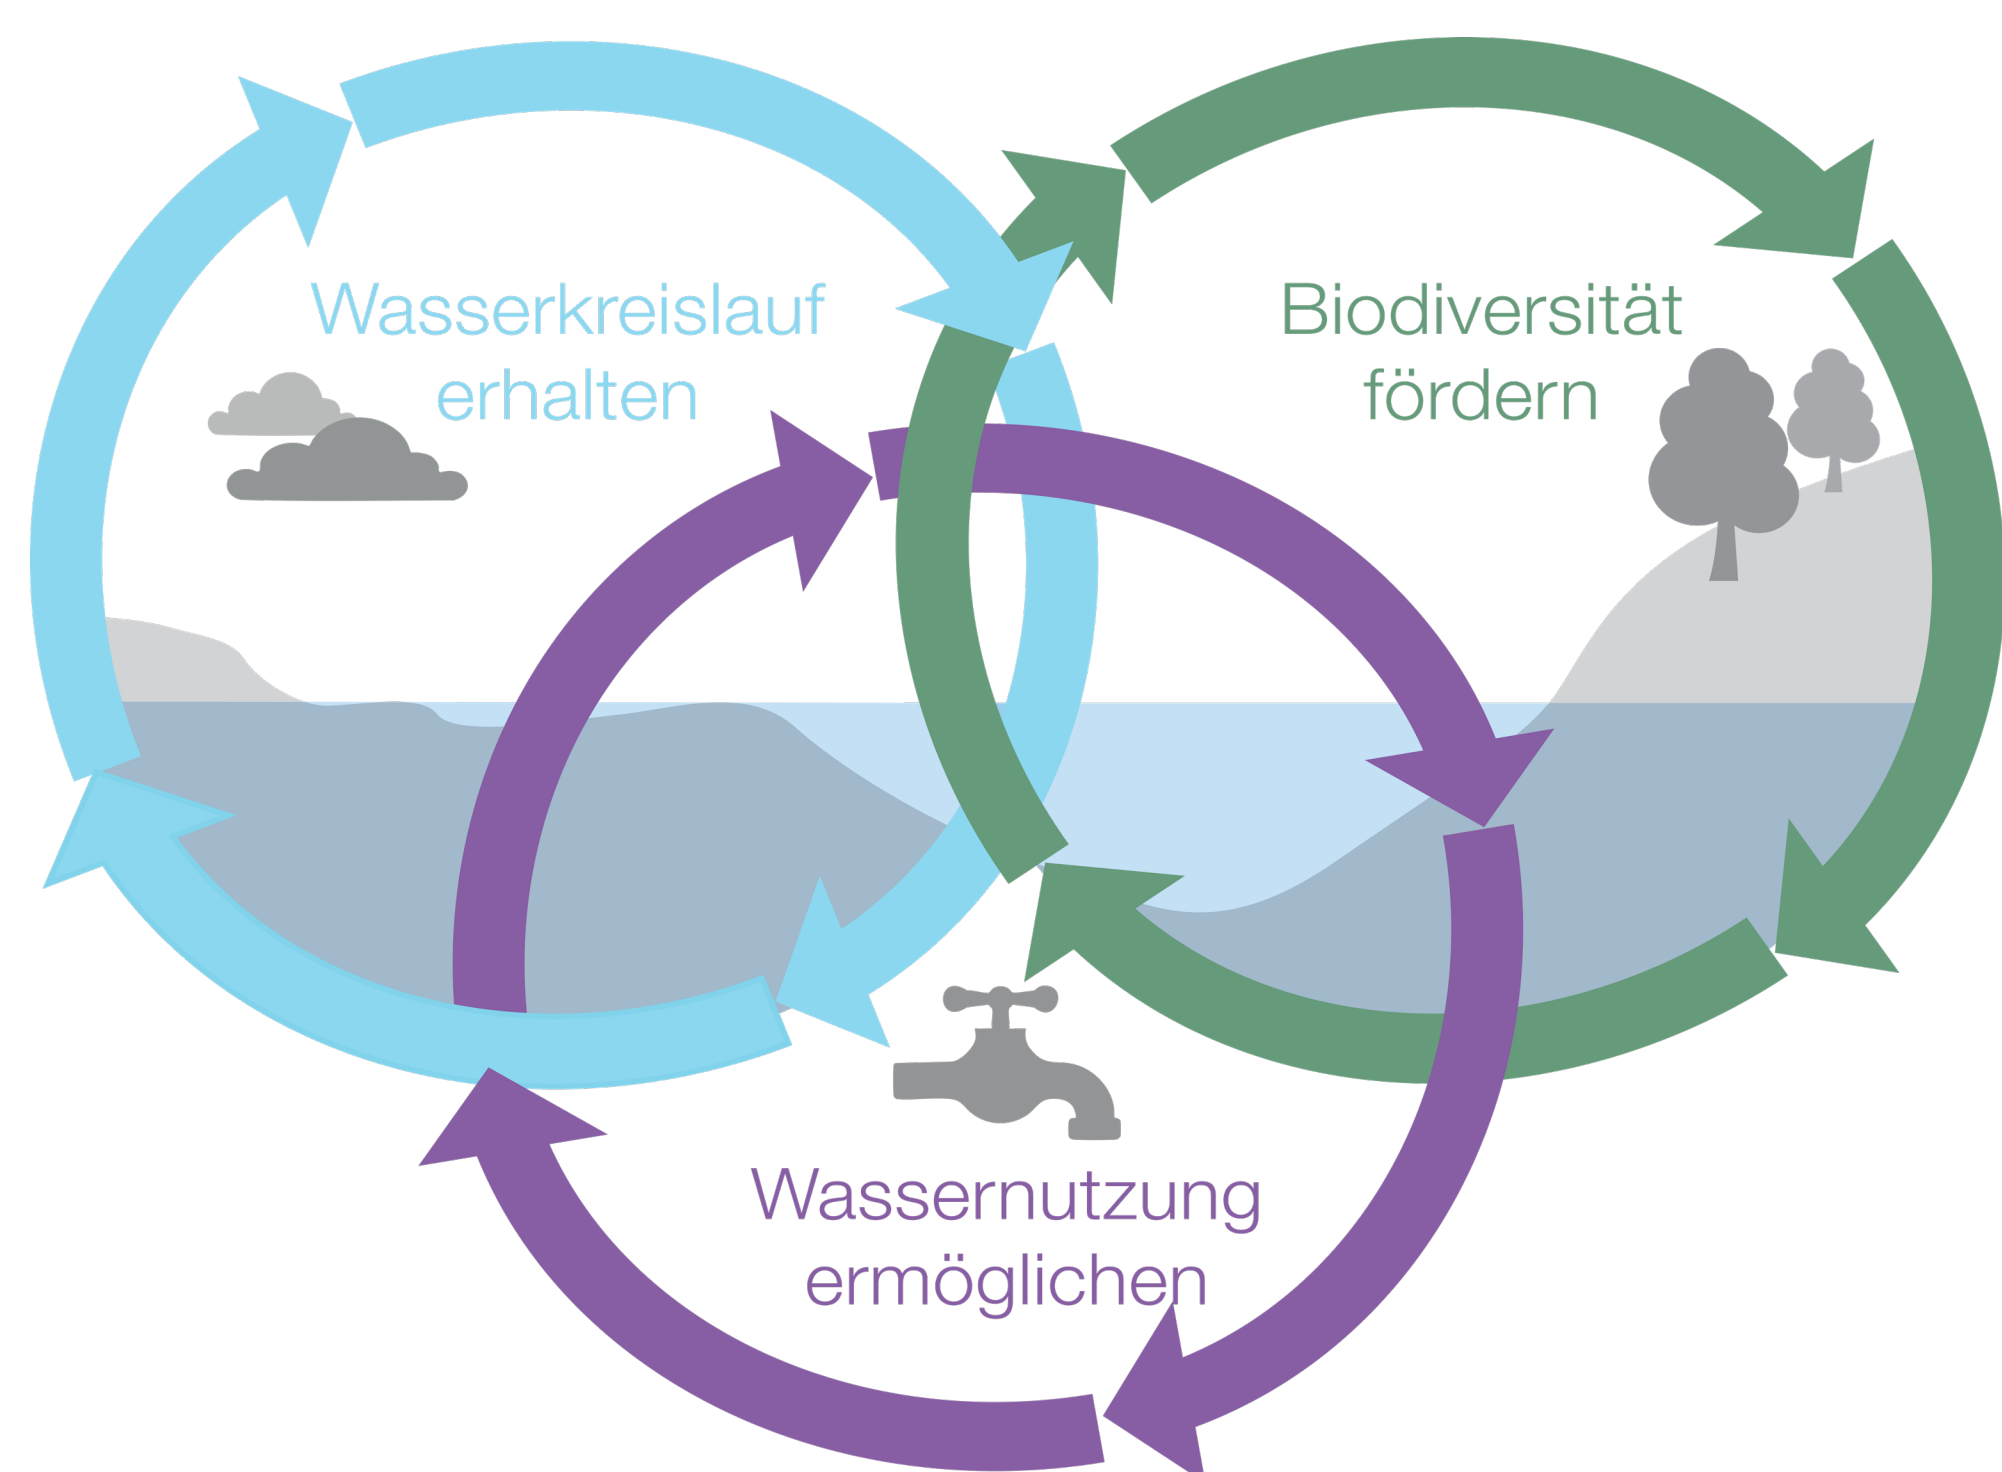 Wasserkreislauf
erhalten
Biodiversität
fördern
Wassernutzung
ermöglichen